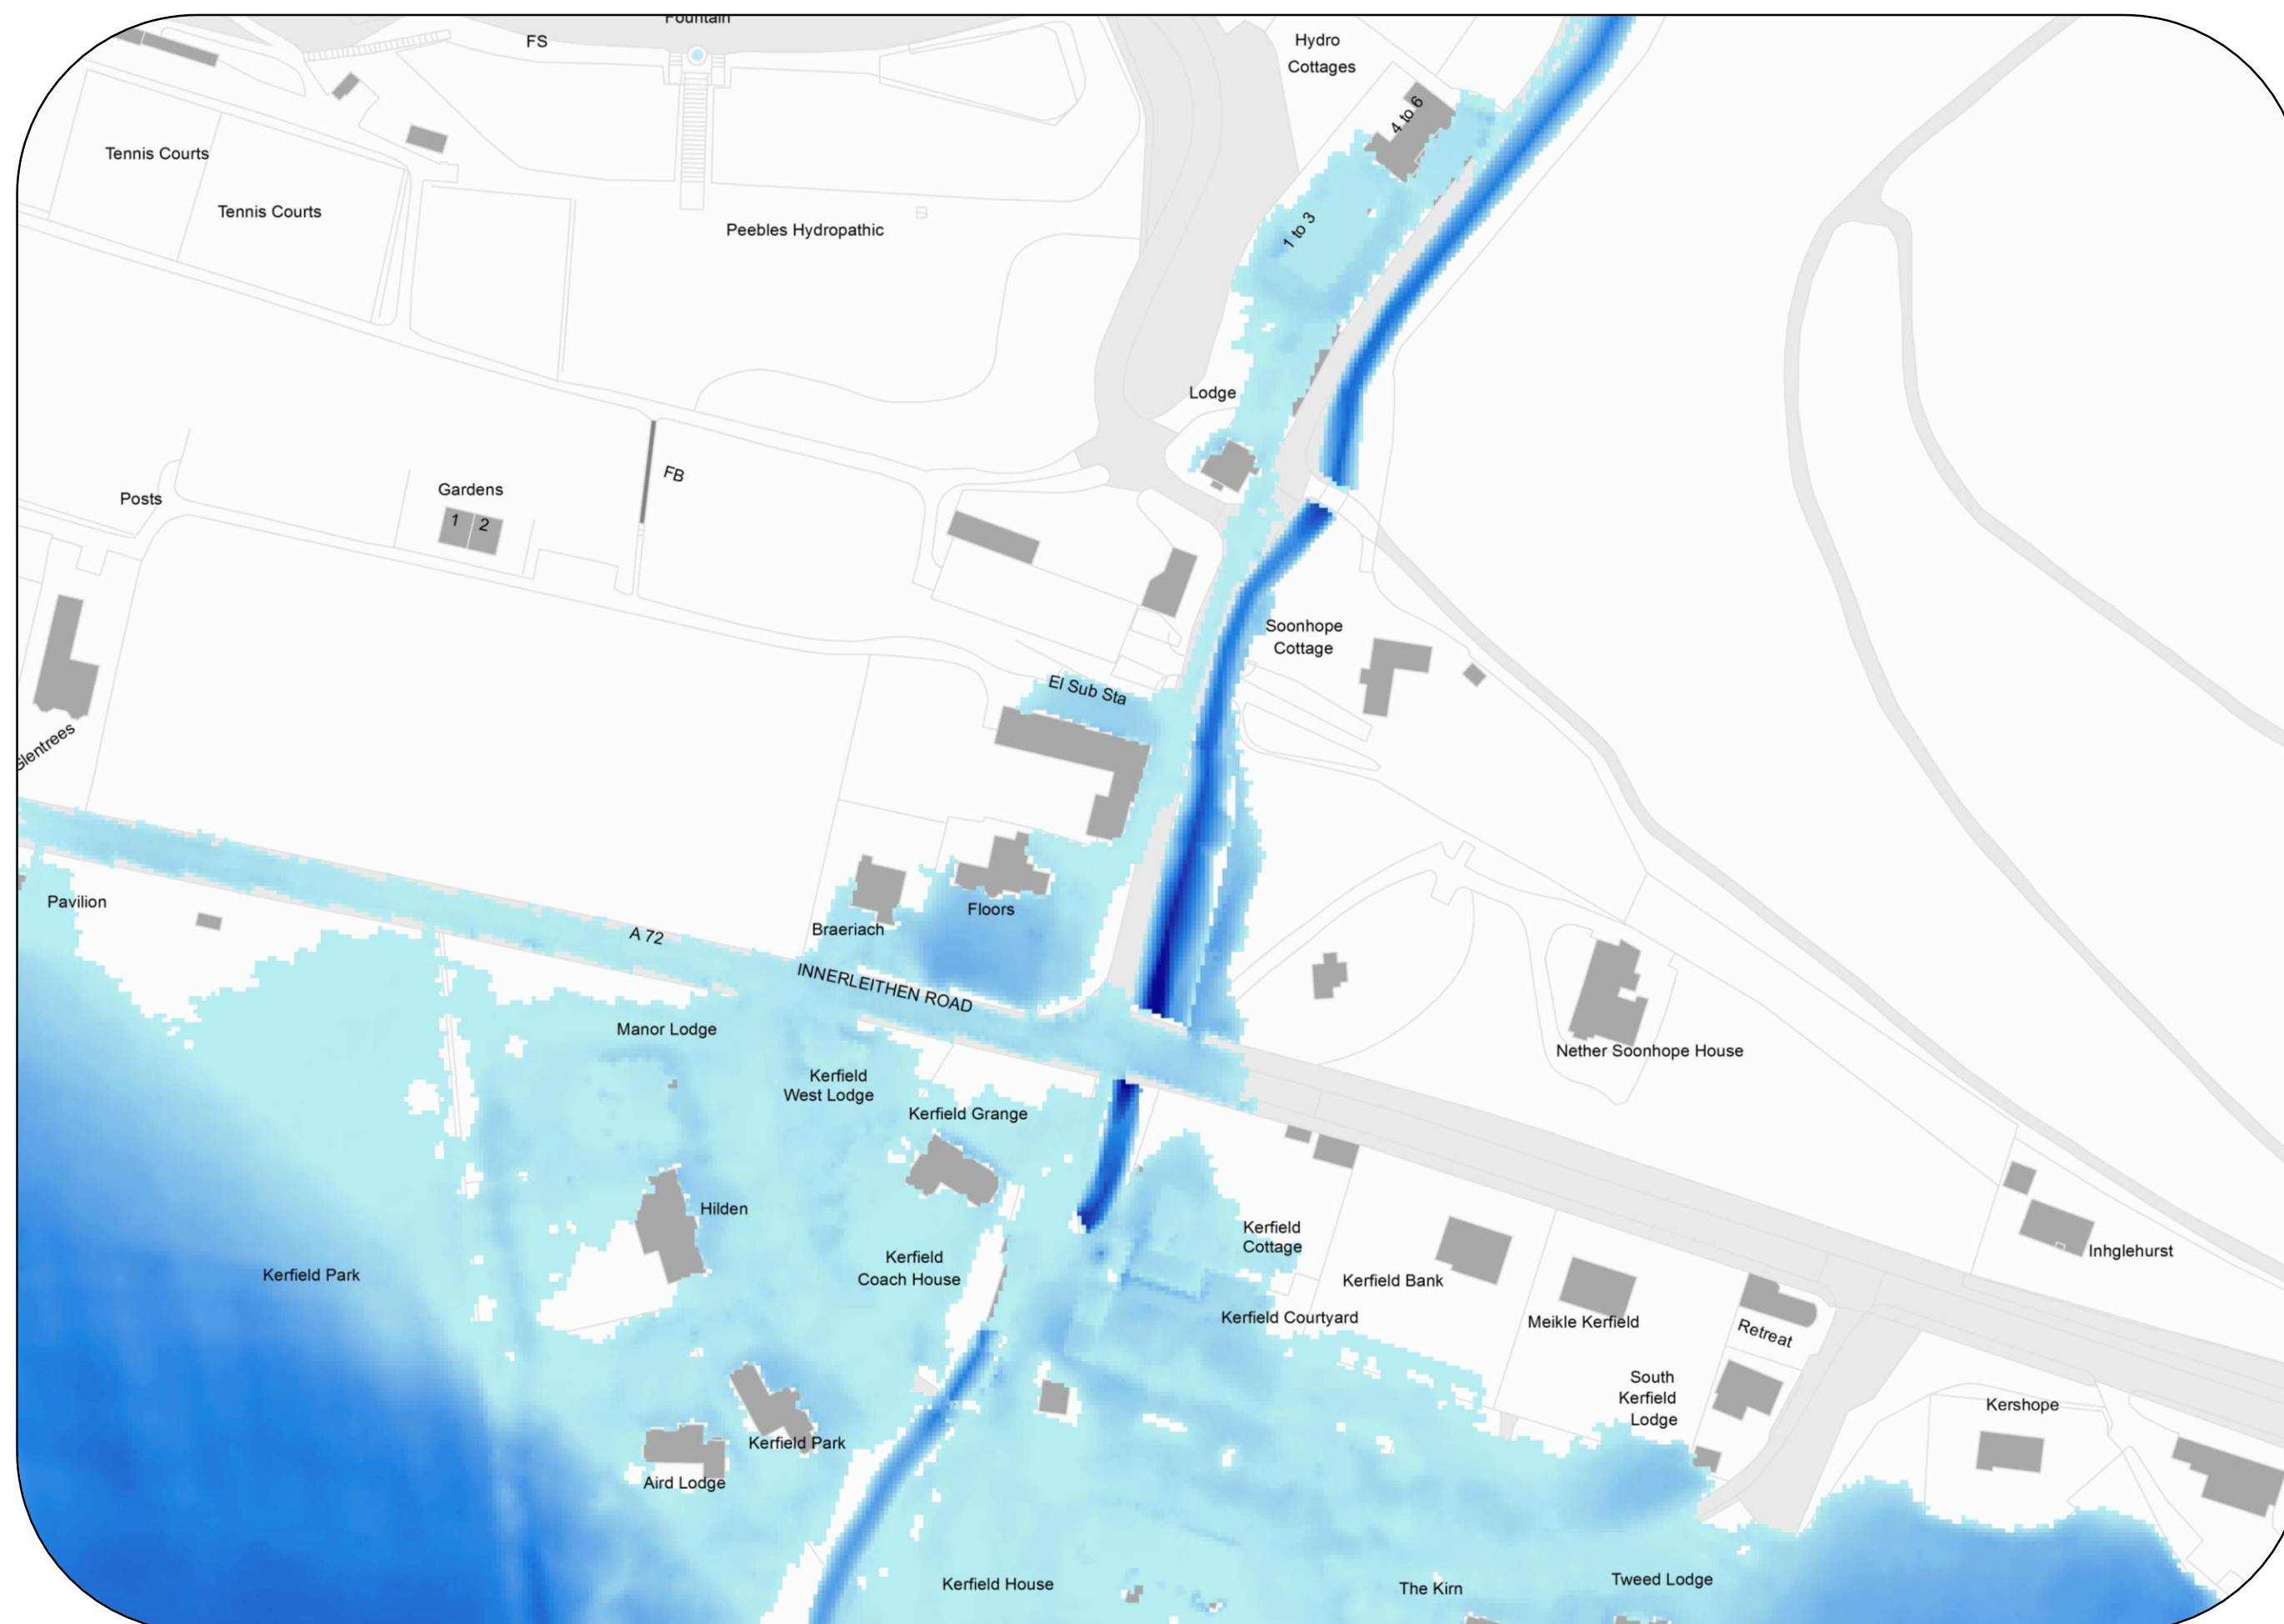 Fountain
FS
Hydro
Cottages
4 to 6
Tennis Courts
Tennis Courts
Peebles Hydropathic
1 to 3
Lodge
FB
Gardens
1 2
Posts
Soonhope
Cottage
El Sub Sta
Glentrees
Pavilion
A 72
Braeriach
Floors
INNERLEITHEN ROAD
Manor Lodge
Nether Soonhope House
Kerfield
West Lodge
Kerfield Grange
Hilden
Kerfield
Cottage
Inhglehurst
Kerfield
Coach House
Kerfield Park
Kerfield Bank
Kerfield Courtyard
Meikle Kerfield
Retreat
South
Kerfield
Lodge
Kershope
Kerfield Park
Aird Lodge
Kerfield House
The Kirn
Tweed Lodge